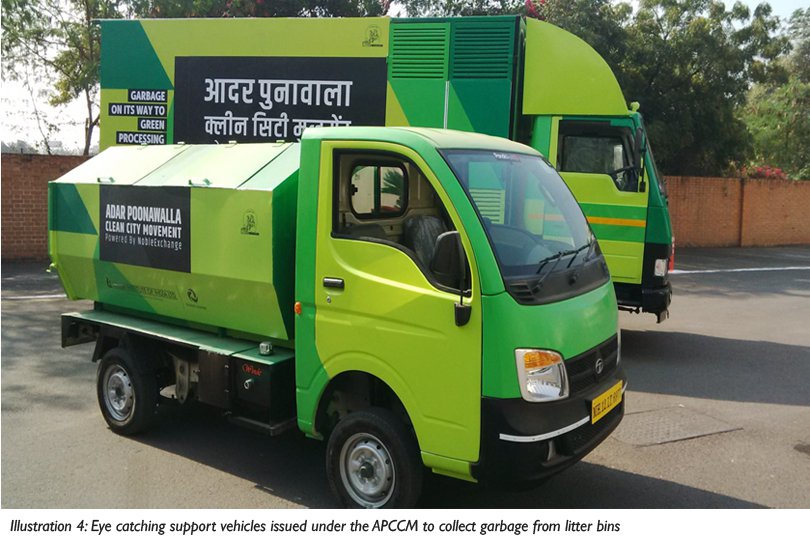 GARBAGE
ON ITS WAY TO
GREEN
PROCESSING
आदर पुनावाला
क्लीन सिटी
ADAR POONAWALLA
CLEAN CITY MOVEMENT
Powered By NobleExchange
Illustration 4: Eye catching support vehicles issued under the APCCM to collect garbage from litter bins